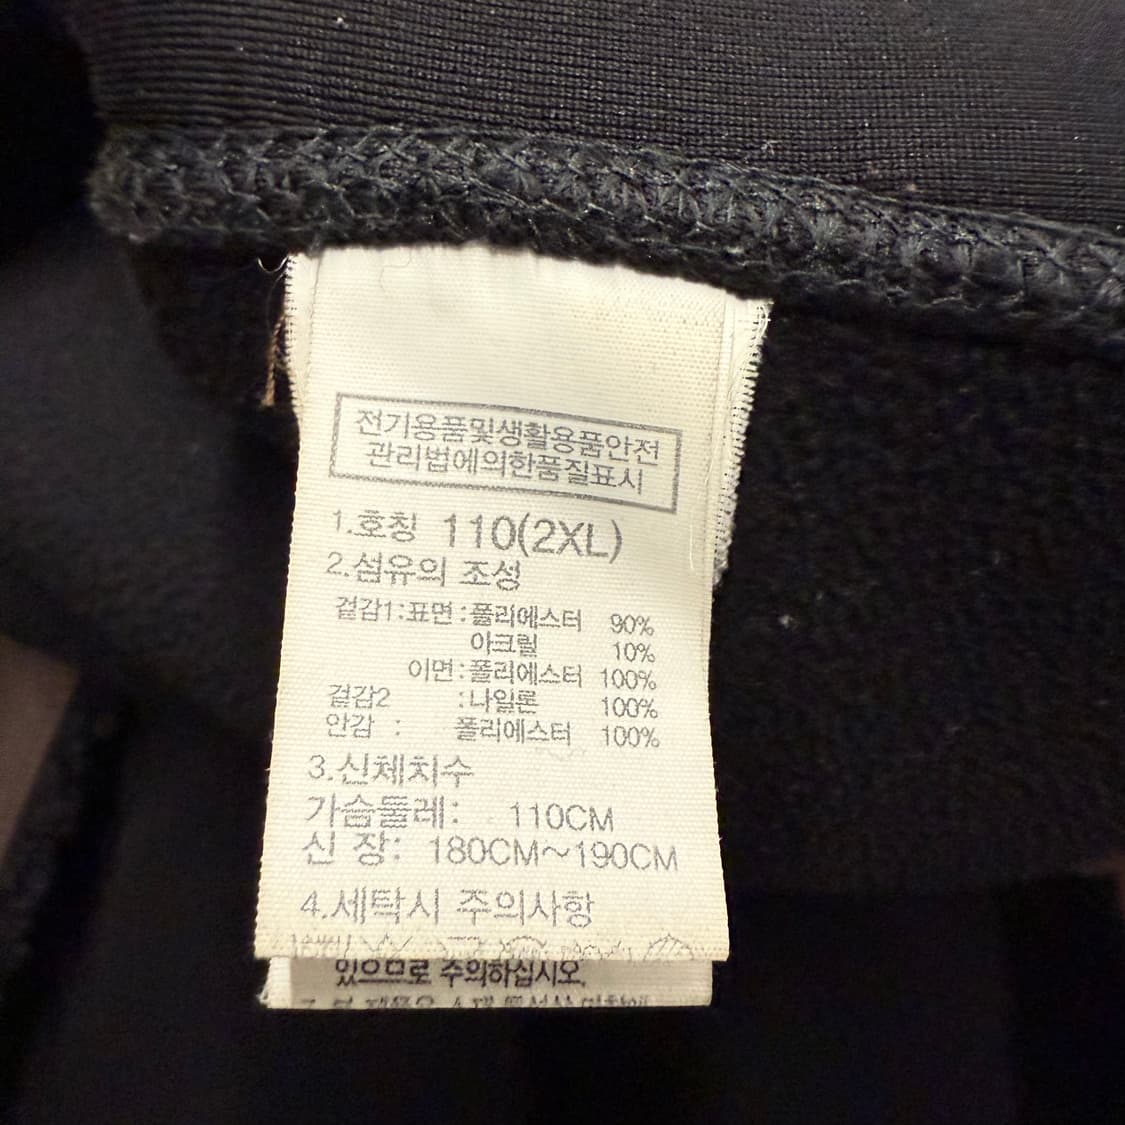 전기용품및생활용품안전
관리법에의한품질표시
1.호칭 110(2XL)
2.섬유의 조성
겉감1:표면:폴리에스터 90%
아크릴 10%
이면:폴리에스터 100%
겉감2 :나일론 100%
안감 : 폴리에스터 100%
3.신체치수
가슴둘레: 110CM
신 장: 180CM~190CM
4.세탁시 주의사항
있으므로 주의하십시오.